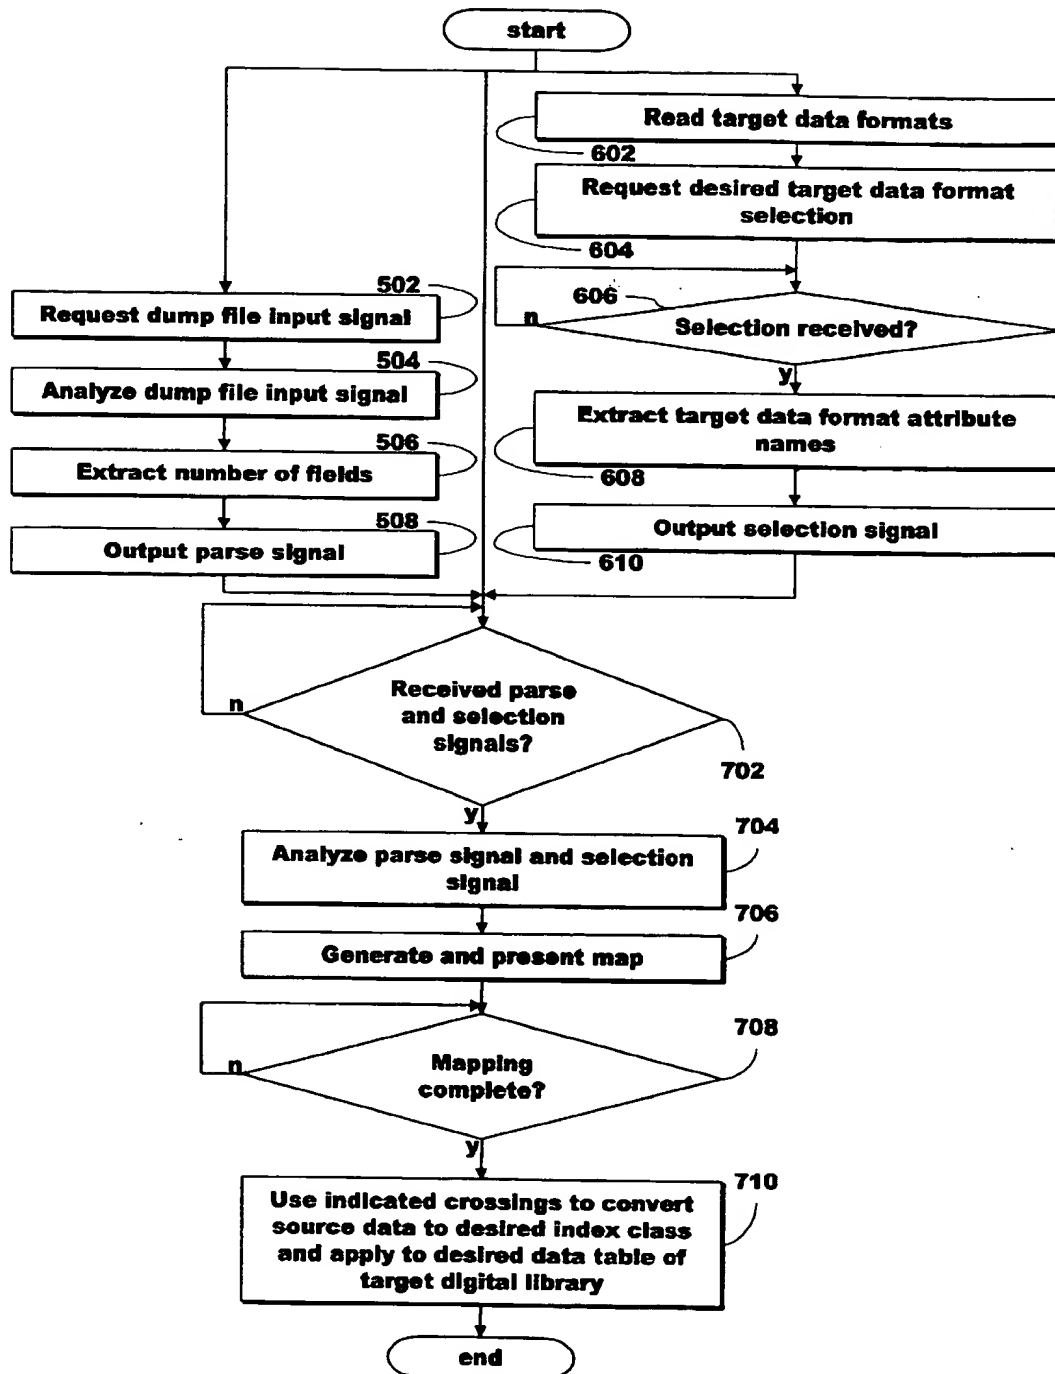 start
Read target data formats
602
Request desired target data format
selection
604
502
Request dump file input signal
606
n
Selection received?
y
504
Analyze dump file input signal
Extract target data format attribute
names
608
506
Extract number of fields
508
Output parse signal
Output selection signal
610
n
Received parse
and selection
signals?
702
y
704
Analyze parse signal and selection
signal
706
Generate and present map
708
n
Mapping
complete?
y
710
Use indicated crossings to convert
source data to desired index class
and apply to desired data table of
target digital library
end